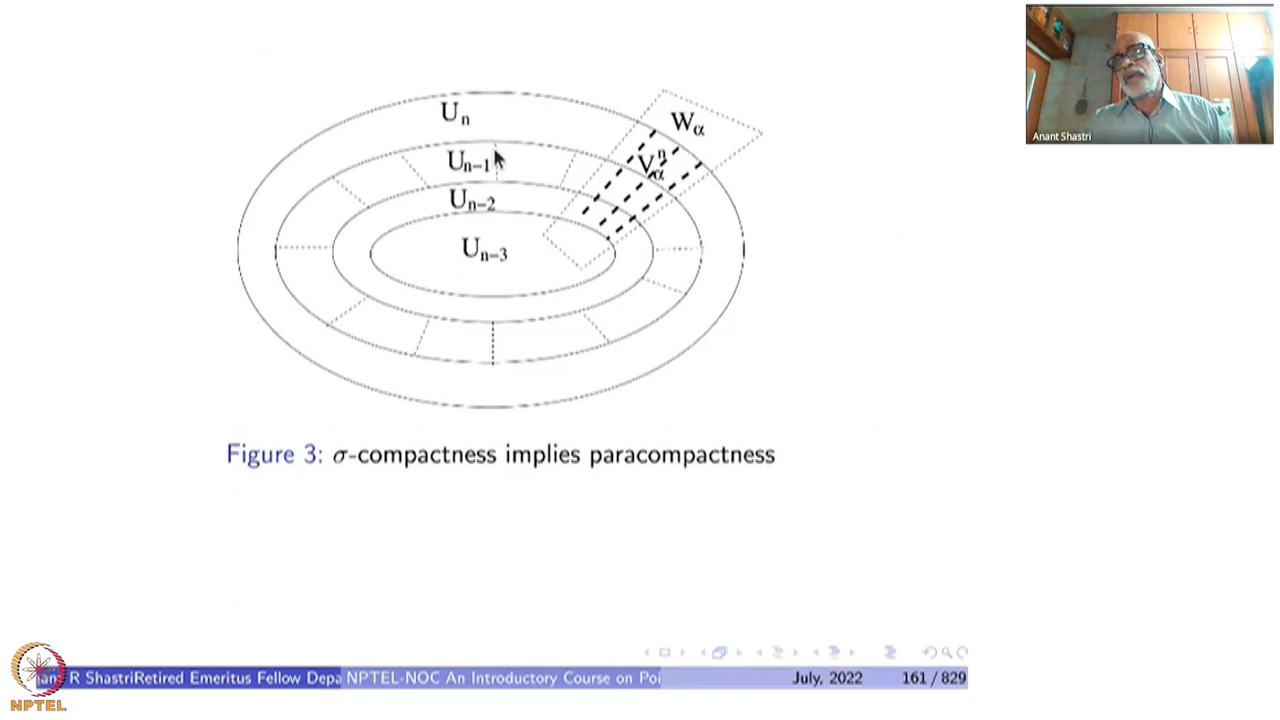 Anant Shastri
Uₙ
Wα
Vαⁿ
Uₙ₋₁
Uₙ₋₂
Uₙ₋₃
Figure 3: σ-compactness implies paracompactness
R ShastriRetired Emeritus Fellow Depa NPTEL-NOC An Introductory Course on Poi July, 2022 161 / 829
NPTEL